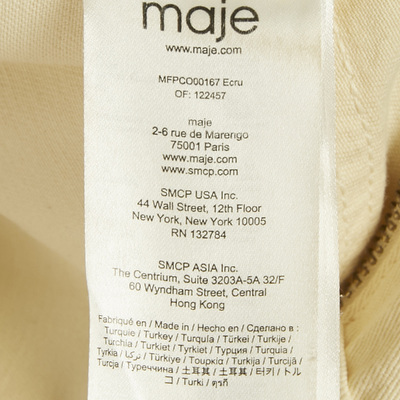 maje
www.maje.com
MFPCO00167 Ecru
OF: 122457
maje
2-6 rue de Marengo
75001 Paris
www.maje.com
www.smcp.com
SMCP USA Inc.
44 Wall Street, 12th Floor
New York, New York 10005
RN 132784
SMCP ASIA Inc.
The Centrium, Suite 3203A-5A 32/F
60 Wyndham Street, Central
Hong Kong
Fabriqué en / Made in / Hecho en / Сделано в :
Turquie / Turkey / Turquía / Türkei / Turkije /
Turchia / Turkiet / Tyrkiet / Турция / Turquia /
Tyrkia / تركيا / Türkiye / Τουρκία / Turkija / Turcijā /
Turcja / Туреччина / 土耳其 / 土耳其 / 터키 / トル
コ / Turki / ตุรกี